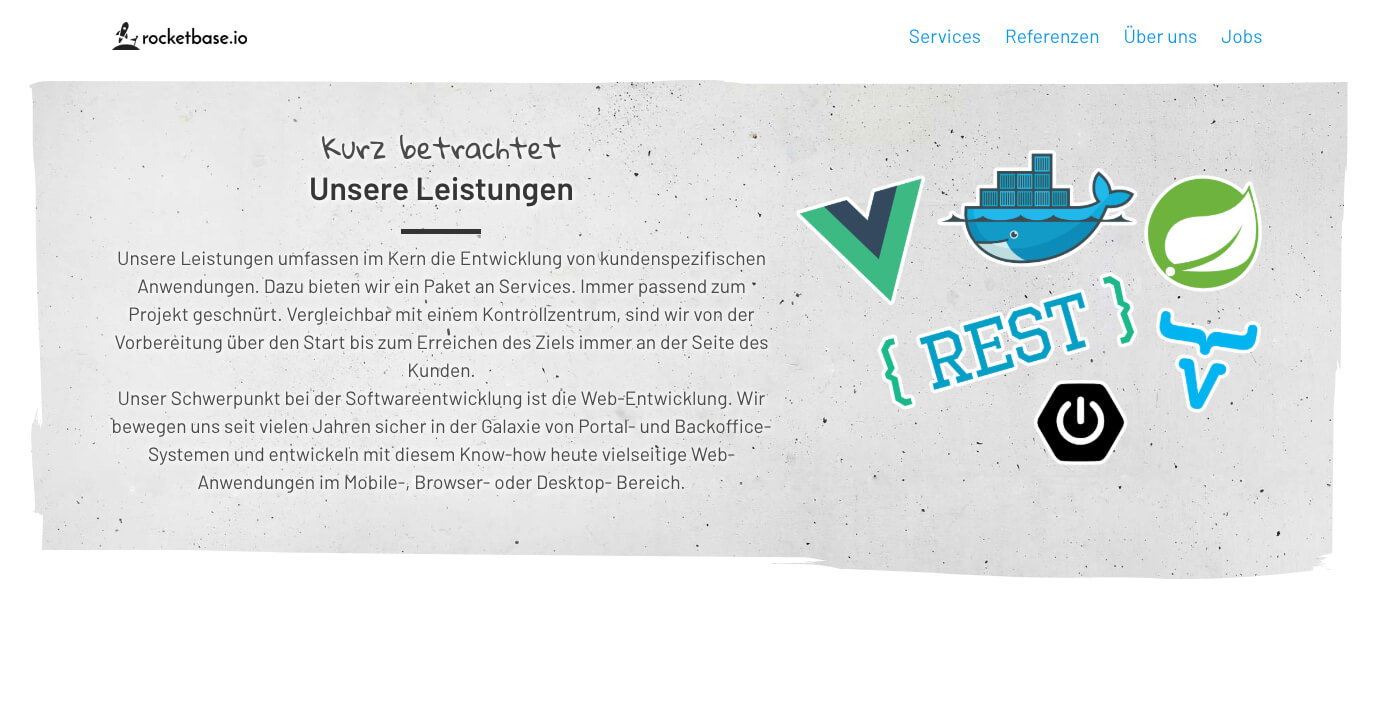 rocketbase.io
Services Referenzen Über uns Jobs
Kurz betrachtet
Unsere Leistungen
Unsere Leistungen umfassen im Kern die Entwicklung von kundenspezifischen
Anwendungen. Dazu bieten wir ein Paket an Services. Immer passend zum
Projekt geschnürt. Vergleichbar mit einem Kontrollzentrum, sind wir von der
Vorbereitung über den Start bis zum Erreichen des Ziels immer an der Seite des
Kunden.
Unser Schwerpunkt bei der Softwareentwicklung ist die Web-Entwicklung. Wir
bewegen uns seit vielen Jahren sicher in der Galaxie von Portal- und Backoffice-
Systemen und entwickeln mit diesem Know-how heute vielseitige Web-
Anwendungen im Mobile-, Browser- oder Desktop- Bereich.
{ REST }